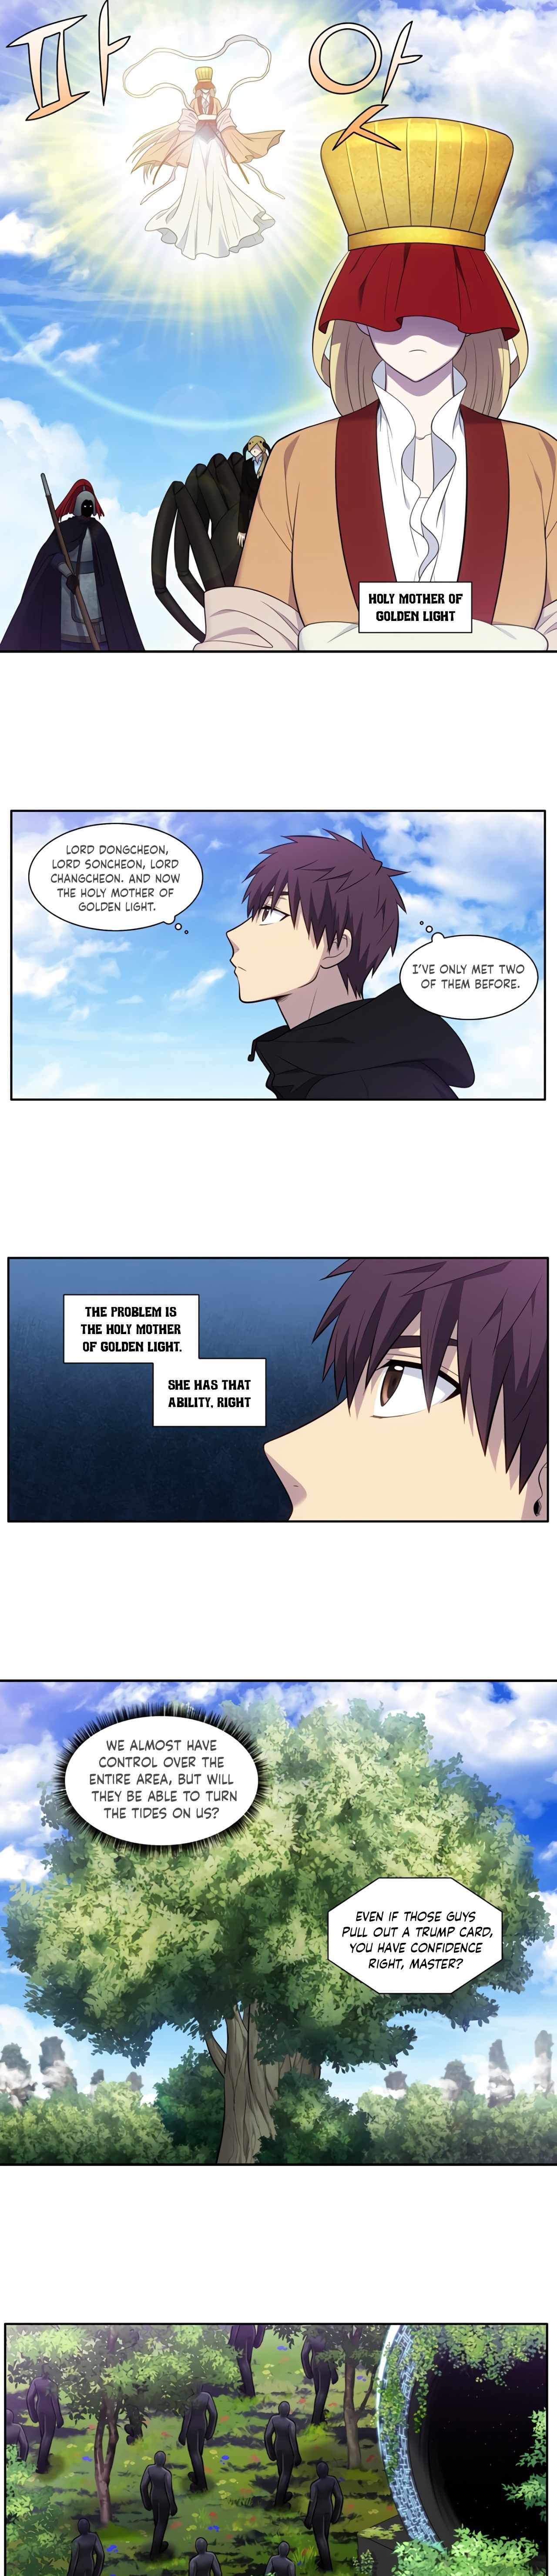 파앗
HOLY MOTHER OF
GOLDEN LIGHT
LORD DONGCHEON,
LORD SONCHEON, LORD
CHANGCHEON. AND NOW
THE HOLY MOTHER OF
GOLDEN LIGHT.
I'VE ONLY MET TWO
OF THEM BEFORE.
THE PROBLEM IS
THE HOLY MOTHER
OF GOLDEN LIGHT.
SHE HAS THAT
ABILITY, RIGHT
WE ALMOST HAVE
CONTROL OVER THE
ENTIRE AREA, BUT WILL
THEY BE ABLE TO TURN
THE TIDES ON US?
EVEN IF THOSE GUYS
PULL OUT A TRUMP CARD,
YOU HAVE CONFIDENCE
RIGHT, MASTER?